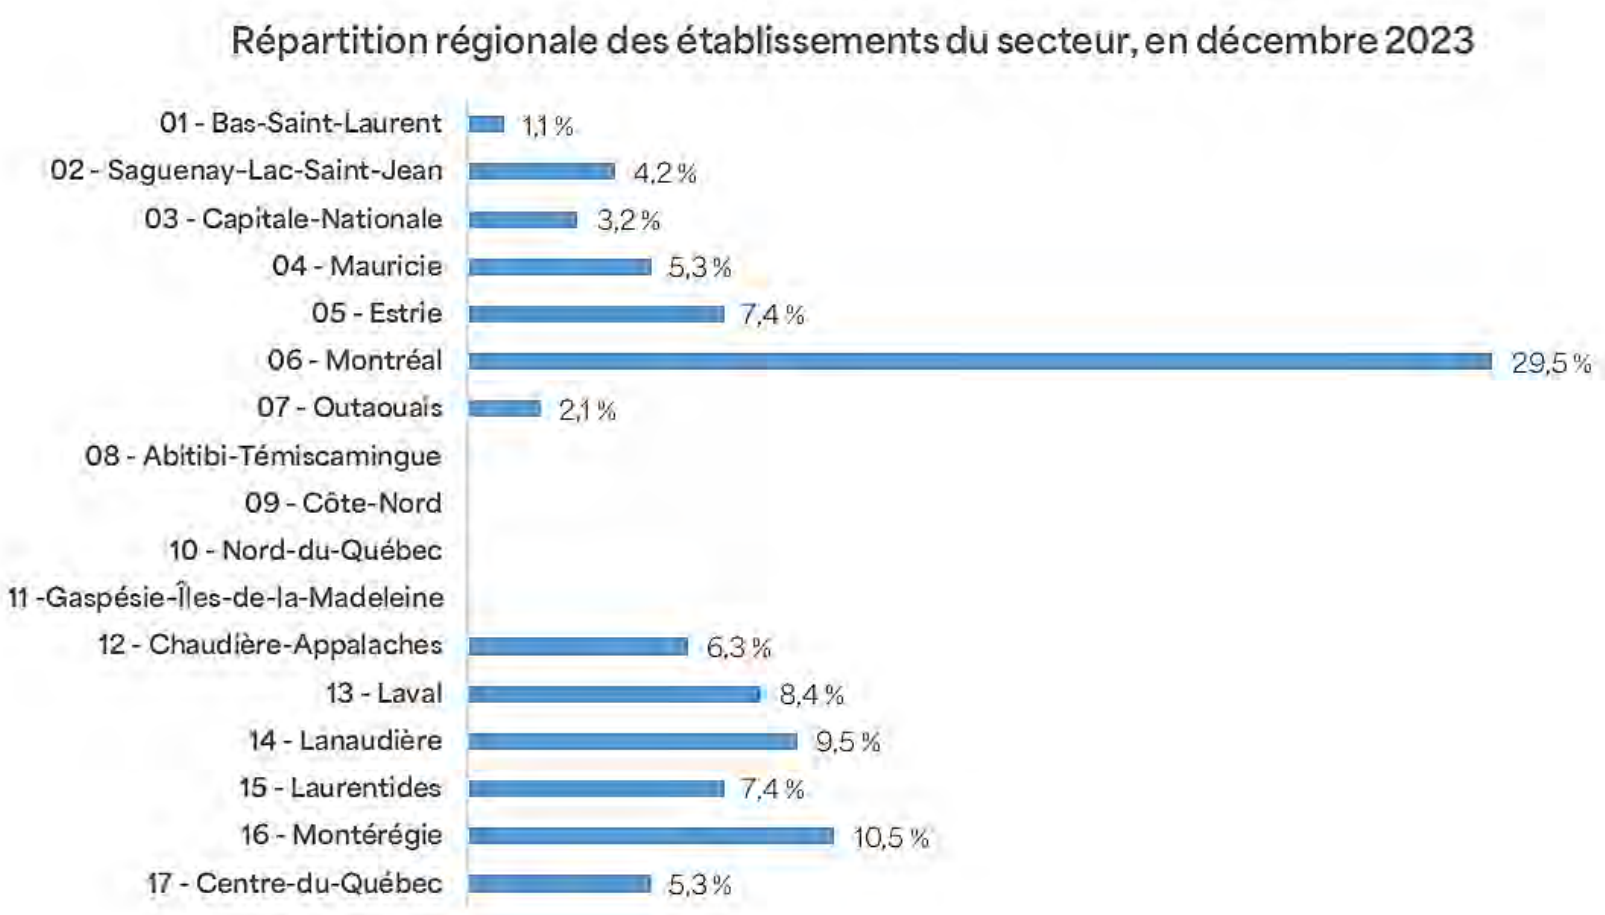 Répartition régionale des établissements du secteur, en décembre 2023
01 - Bas-Saint-Laurent 1,1 %
02 - Saguenay-Lac-Saint-Jean 4,2 %
03 - Capitale-Nationale 3,2 %
04 - Mauricie 5,3 %
05 - Estrie 7,4 %
06 - Montréal 29,5 %
07 - Outaouais 2,1 %
08 - Abitibi-Témiscamingue
09 - Côte-Nord
10 - Nord-du-Québec
11 -Gaspésie-Îles-de-la-Madeleine
12 - Chaudière-Appalaches 6,3 %
13 - Laval 8,4 %
14 - Lanaudière 9,5 %
15 - Laurentides 7,4 %
16 - Montérégie 10,5 %
17 - Centre-du-Québec 5,3 %